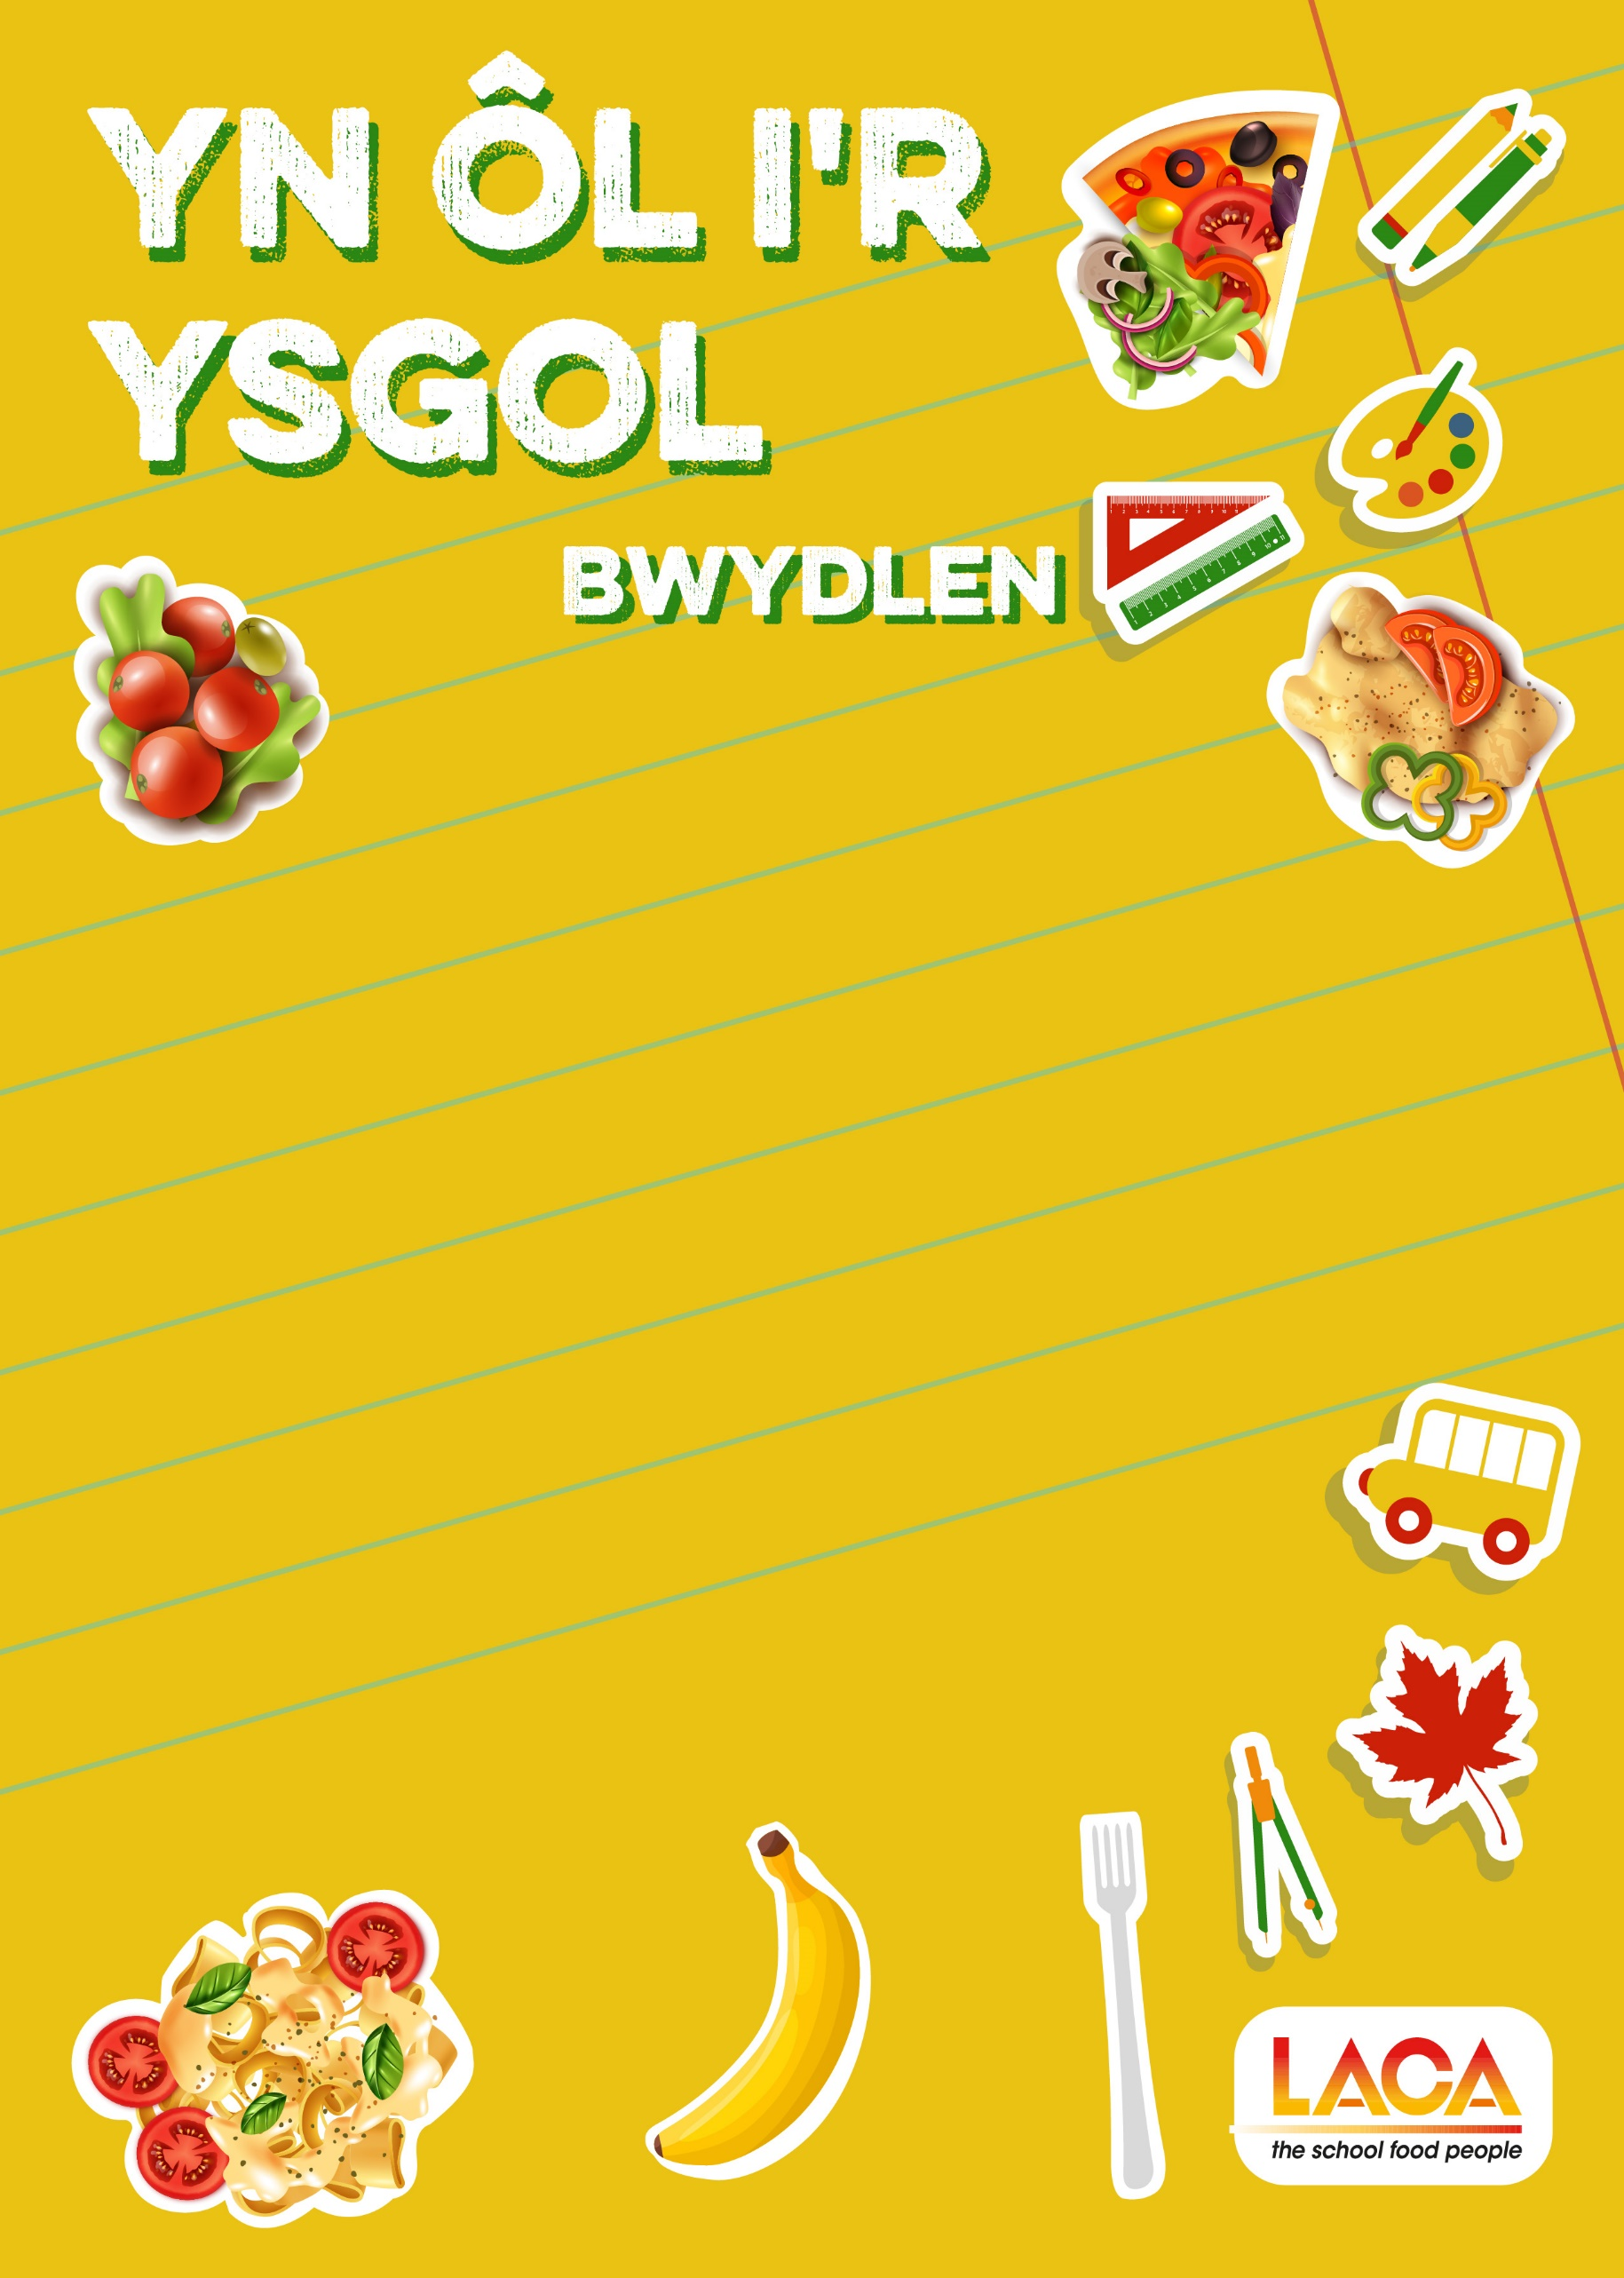 YN ÔL I'R
YSGOL
BWYDLEN
LACA
the school food people